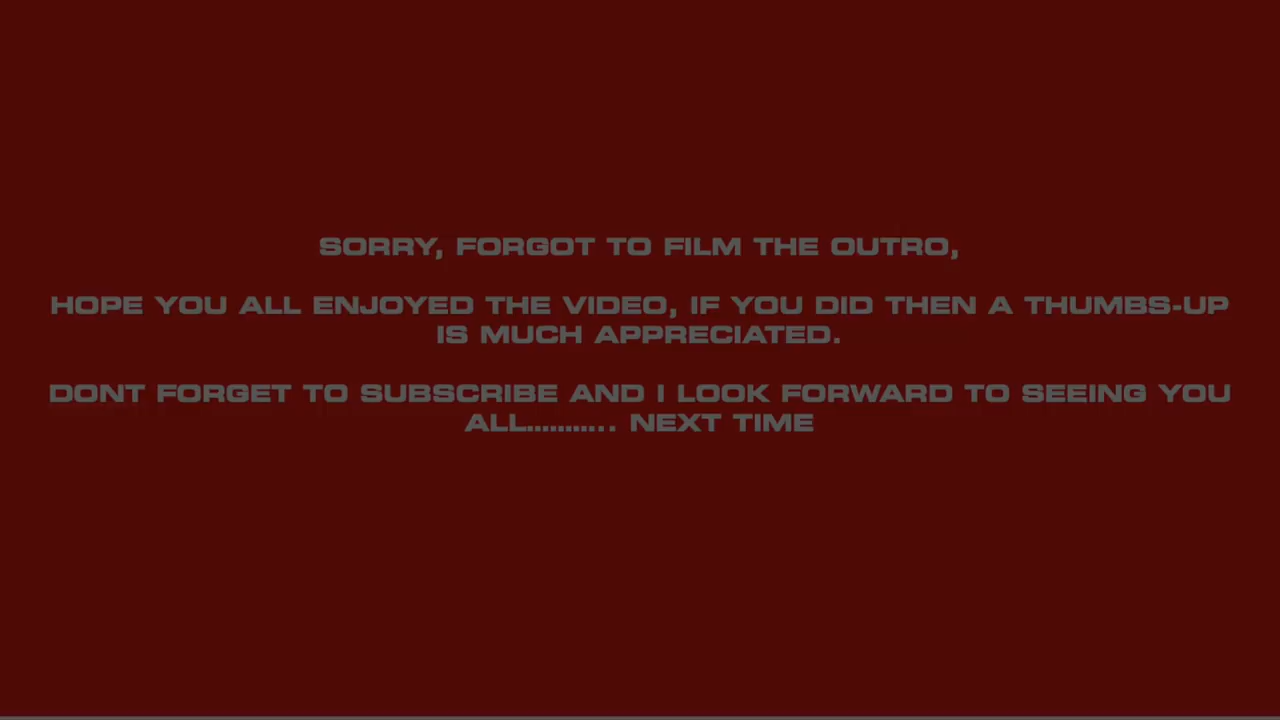 SORRY, FORGOT TO FILM THE OUTRO,
HOPE YOU ALL ENJOYED THE VIDEO, IF YOU DID THEN A THUMBS-UP
IS MUCH APPRECIATED.
DONT FORGET TO SUBSCRIBE AND I LOOK FORWARD TO SEEING YOU
ALL........... NEXT TIME